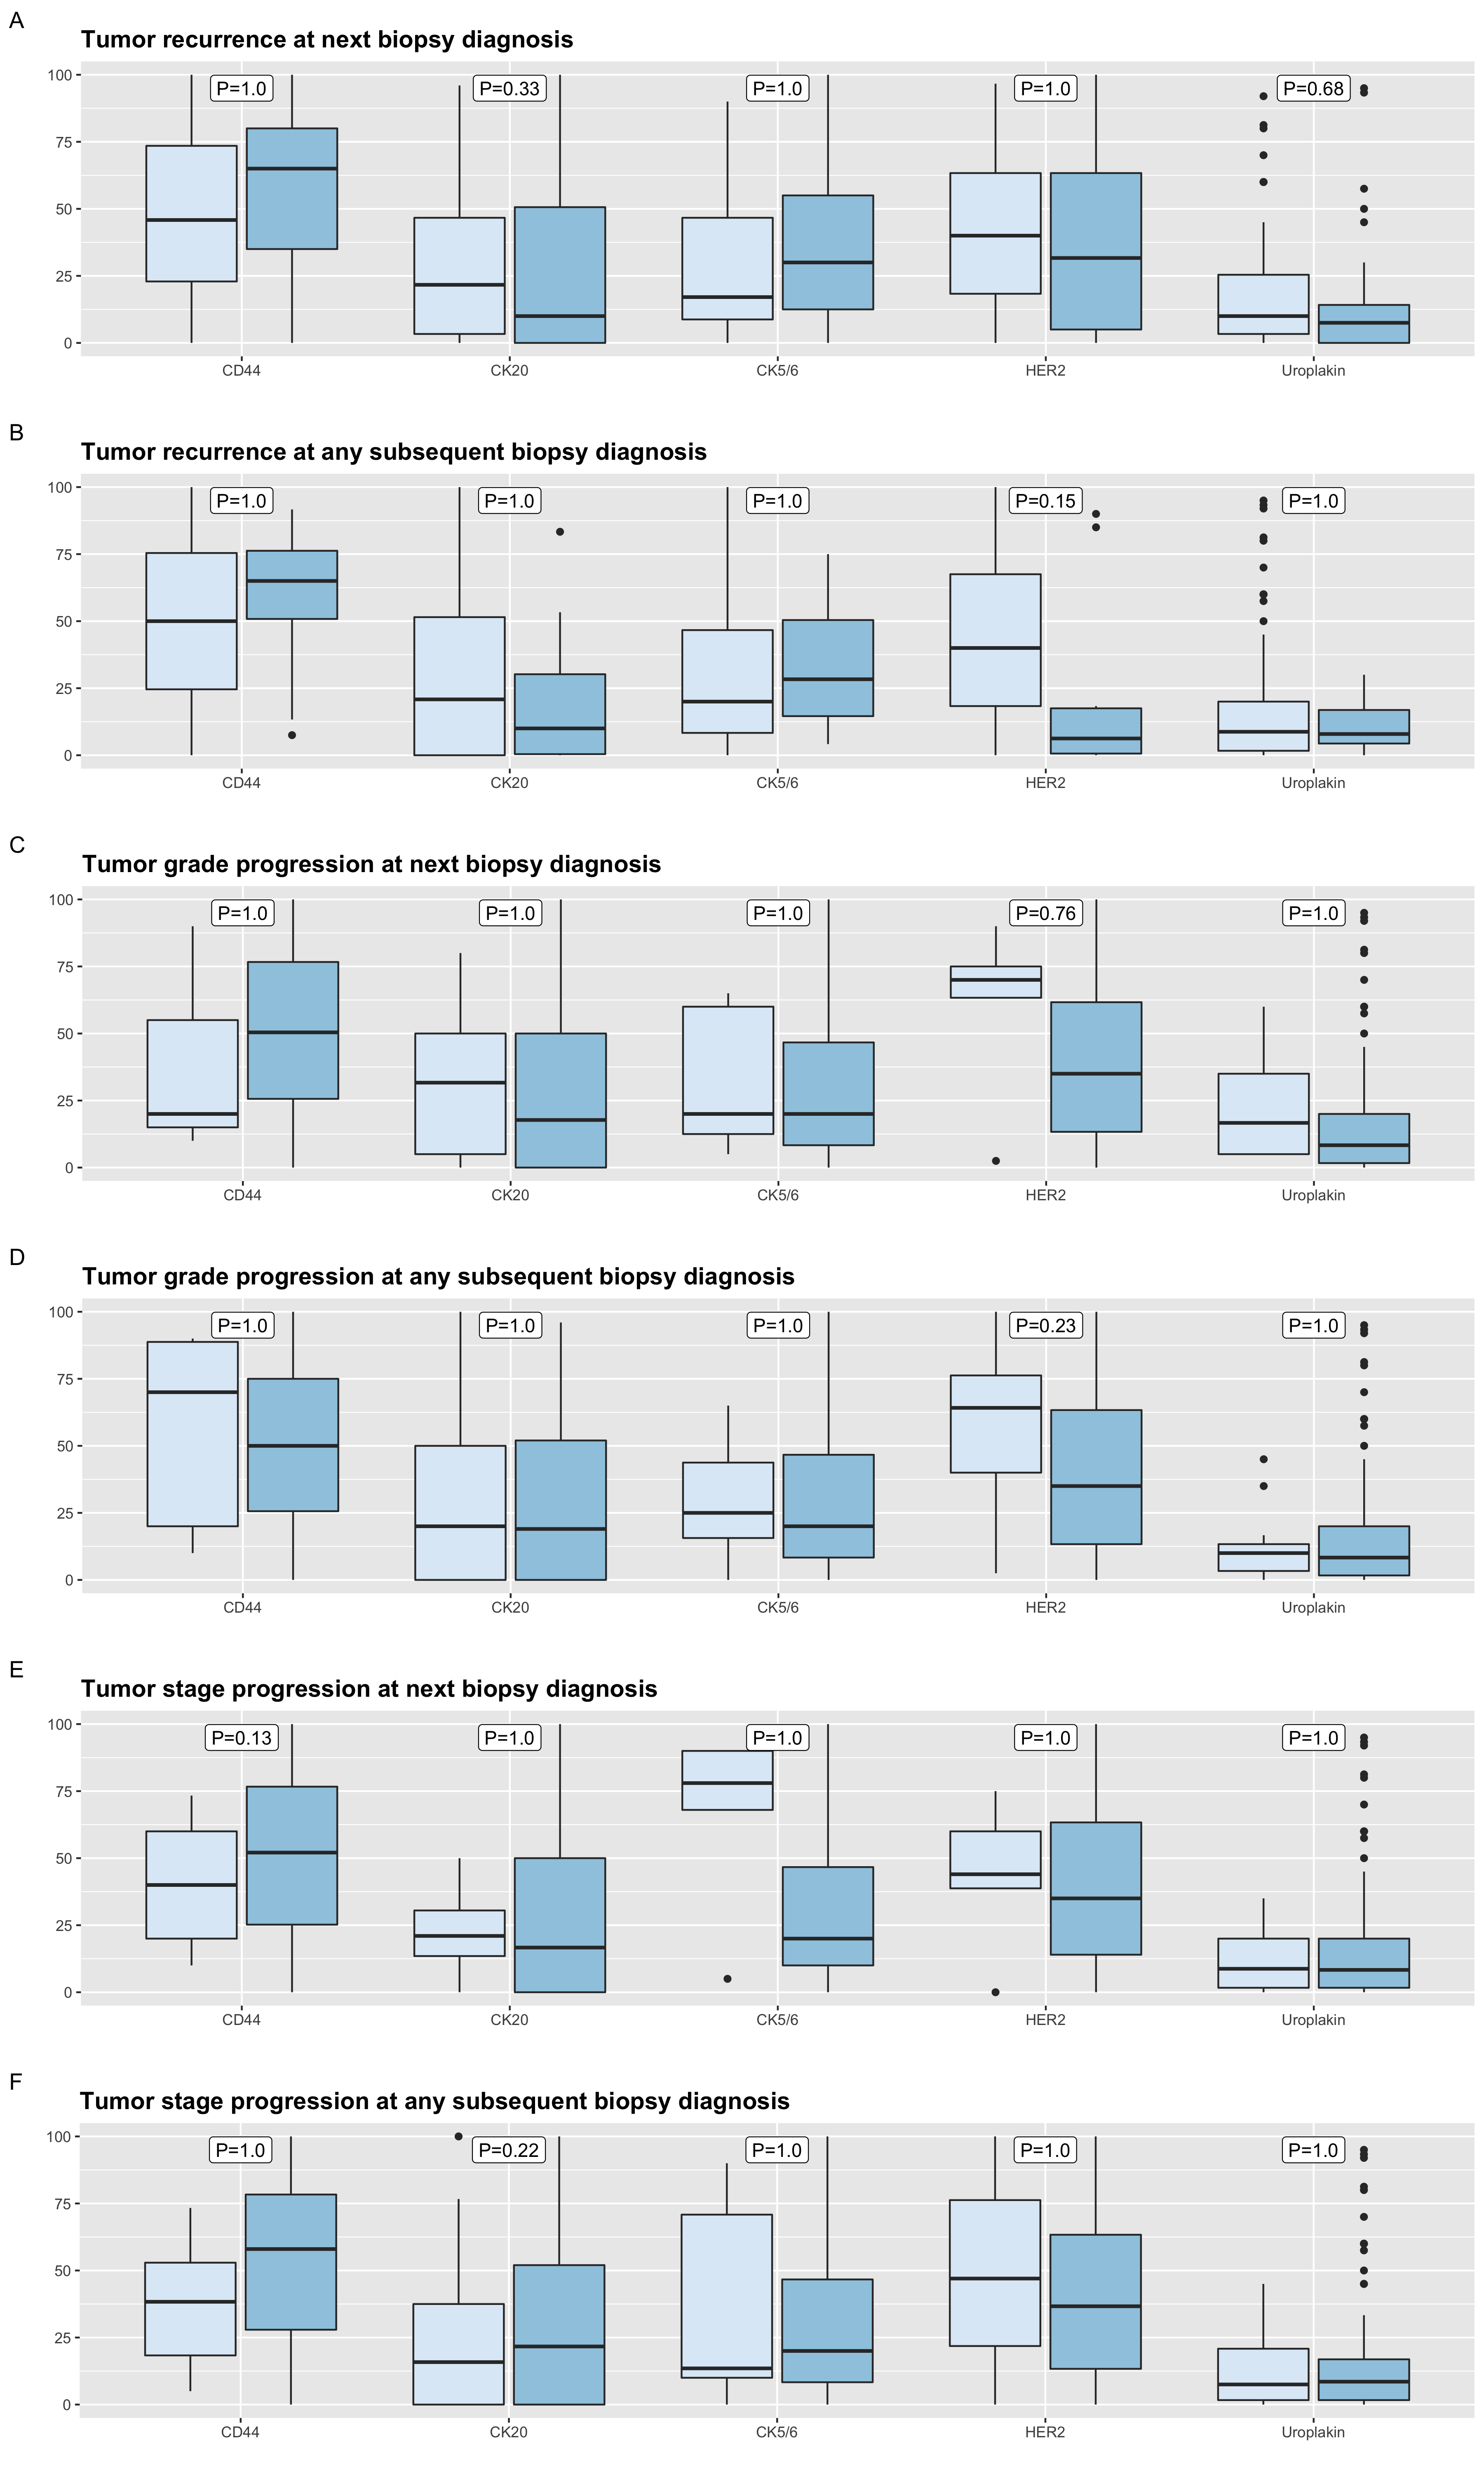 A
Tumor recurrence at next biopsy diagnosis
100
75
50
25
0
P=1.0 P=0.33 P=1.0 P=1.0 P=0.68
CD44 CK20 CK5/6 HER2 Uroplakin
B
Tumor recurrence at any subsequent biopsy diagnosis
100
75
50
25
0
P=1.0 P=1.0 P=1.0 P=0.15 P=1.0
CD44 CK20 CK5/6 HER2 Uroplakin
C
Tumor grade progression at next biopsy diagnosis
100
75
50
25
0
P=1.0 P=1.0 P=1.0 P=0.76 P=1.0
CD44 CK20 CK5/6 HER2 Uroplakin
D
Tumor grade progression at any subsequent biopsy diagnosis
100
75
50
25
0
P=1.0 P=1.0 P=1.0 P=0.23 P=1.0
CD44 CK20 CK5/6 HER2 Uroplakin
E
Tumor stage progression at next biopsy diagnosis
100
75
50
25
0
P=0.13 P=1.0 P=1.0 P=1.0 P=1.0
CD44 CK20 CK5/6 HER2 Uroplakin
F
Tumor stage progression at any subsequent biopsy diagnosis
100
75
50
25
0
P=1.0 P=0.22 P=1.0 P=1.0 P=1.0
CD44 CK20 CK5/6 HER2 Uroplakin